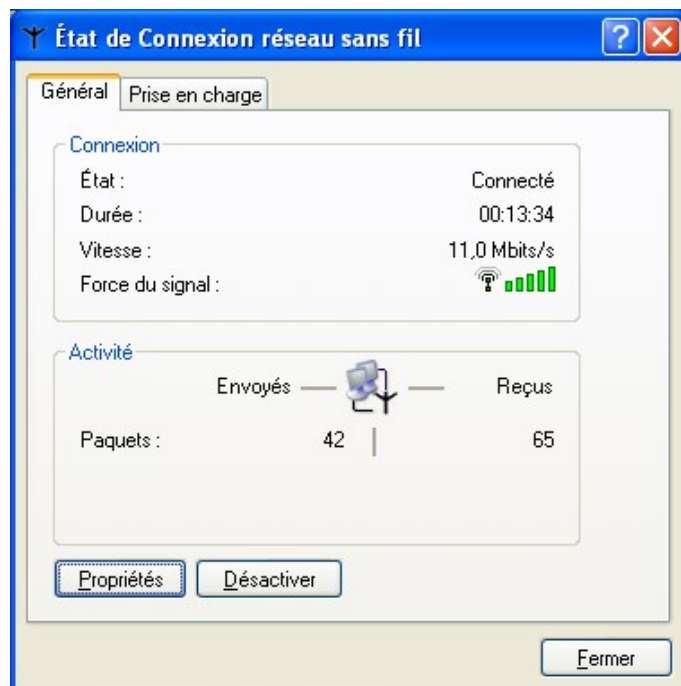 État de Connexion réseau sans fil
Général Prise en charge
Connexion
État : Connecté
Durée : 00:13:34
Vitesse : 11,0 Mbits/s
Force du signal :
Activité
Envoyés Reçus
Paquets : 42 65
Propriétés Désactiver
Fermer